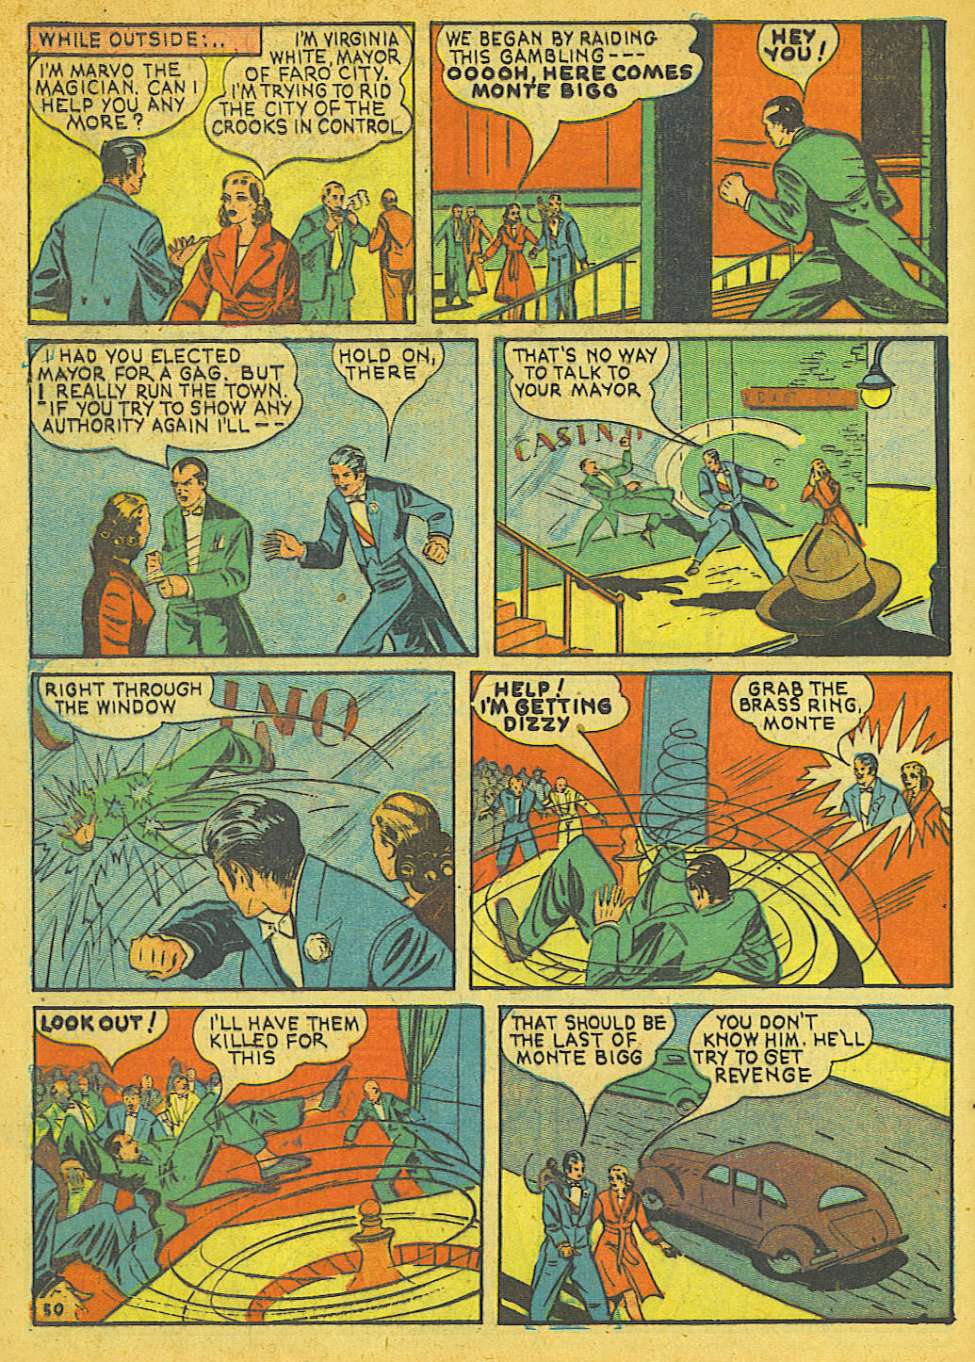 WHILE OUTSIDE:..
I'M MARVO THE
MAGICIAN. CAN I
HELP YOU ANY
MORE?
I'M VIRGINIA
WHITE, MAYOR
OF FARO CITY.
I'M TRYING TO RID
THE CITY OF THE
CROOKS IN CONTROL
WE BEGAN BY RAIDING
THIS GAMBLING---
OOOOH, HERE COMES
MONTE BIGG
HEY
YOU!
I HAD YOU ELECTED
MAYOR FOR A GAG. BUT
I REALLY RUN THE TOWN.
IF YOU TRY TO SHOW ANY
AUTHORITY AGAIN I'LL --
HOLD ON,
THERE
THAT'S NO WAY
TO TALK TO
YOUR MAYOR
CASINO
RIGHT THROUGH
THE WINDOW
INO
HELP!
I'M GETTING
DIZZY
GRAB THE
BRASS RING,
MONTE
LOOK OUT!
I'LL HAVE THEM
KILLED FOR
THIS
50
THAT SHOULD BE
THE LAST OF
MONTE BIGG
YOU DON'T
KNOW HIM. HE'LL
TRY TO GET
REVENGE